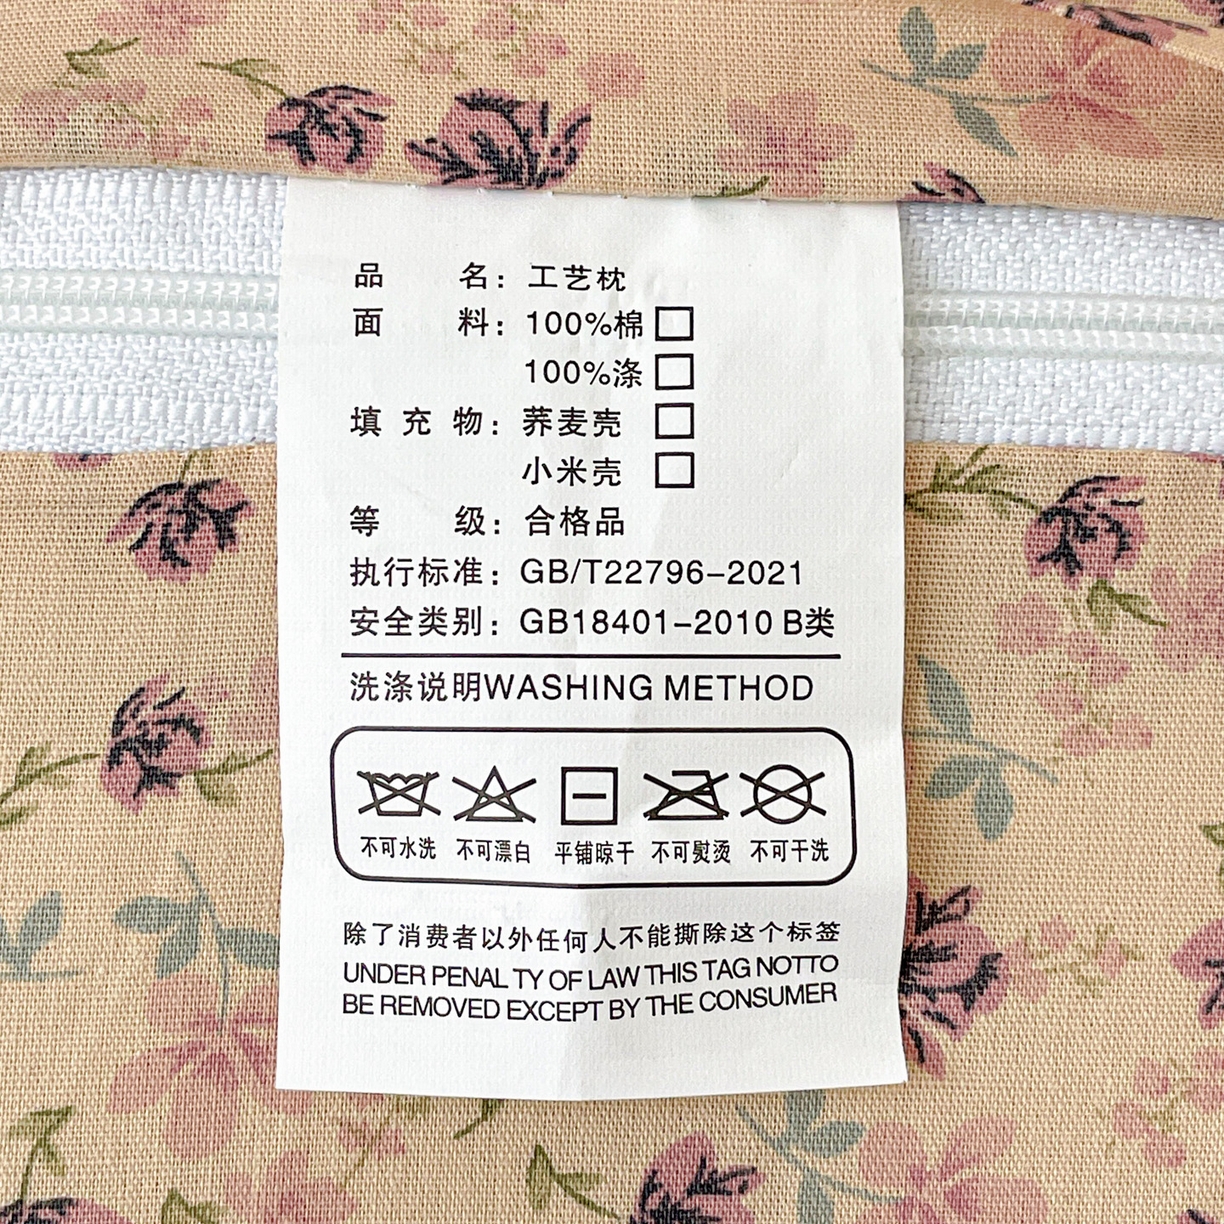 品 名：工艺枕
面 料：100%棉 □
100%涤 □
填 充 物：荞麦壳 □
小米壳 □
等 级：合格品
执行标准：GB/T22796-2021
安全类别：GB18401-2010 B类
洗涤说明WASHING METHOD
不可水洗 不可漂白 平铺晾干 不可熨烫 不可干洗
除了消费者以外任何人不能撕除这个标签
UNDER PENAL TY OF LAW THIS TAG NOTTO
BE REMOVED EXCEPT BY THE CONSUMER